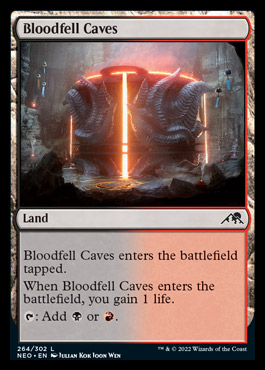 Bloodfell Caves
Land
Bloodfell Caves enters the battlefield
tapped.
When Bloodfell Caves enters the
battlefield, you gain 1 life.
: Add or .
264/302 L
NEO • EN Julian Kok Joon Wen
™ & © 2022 Wizards of the Coast